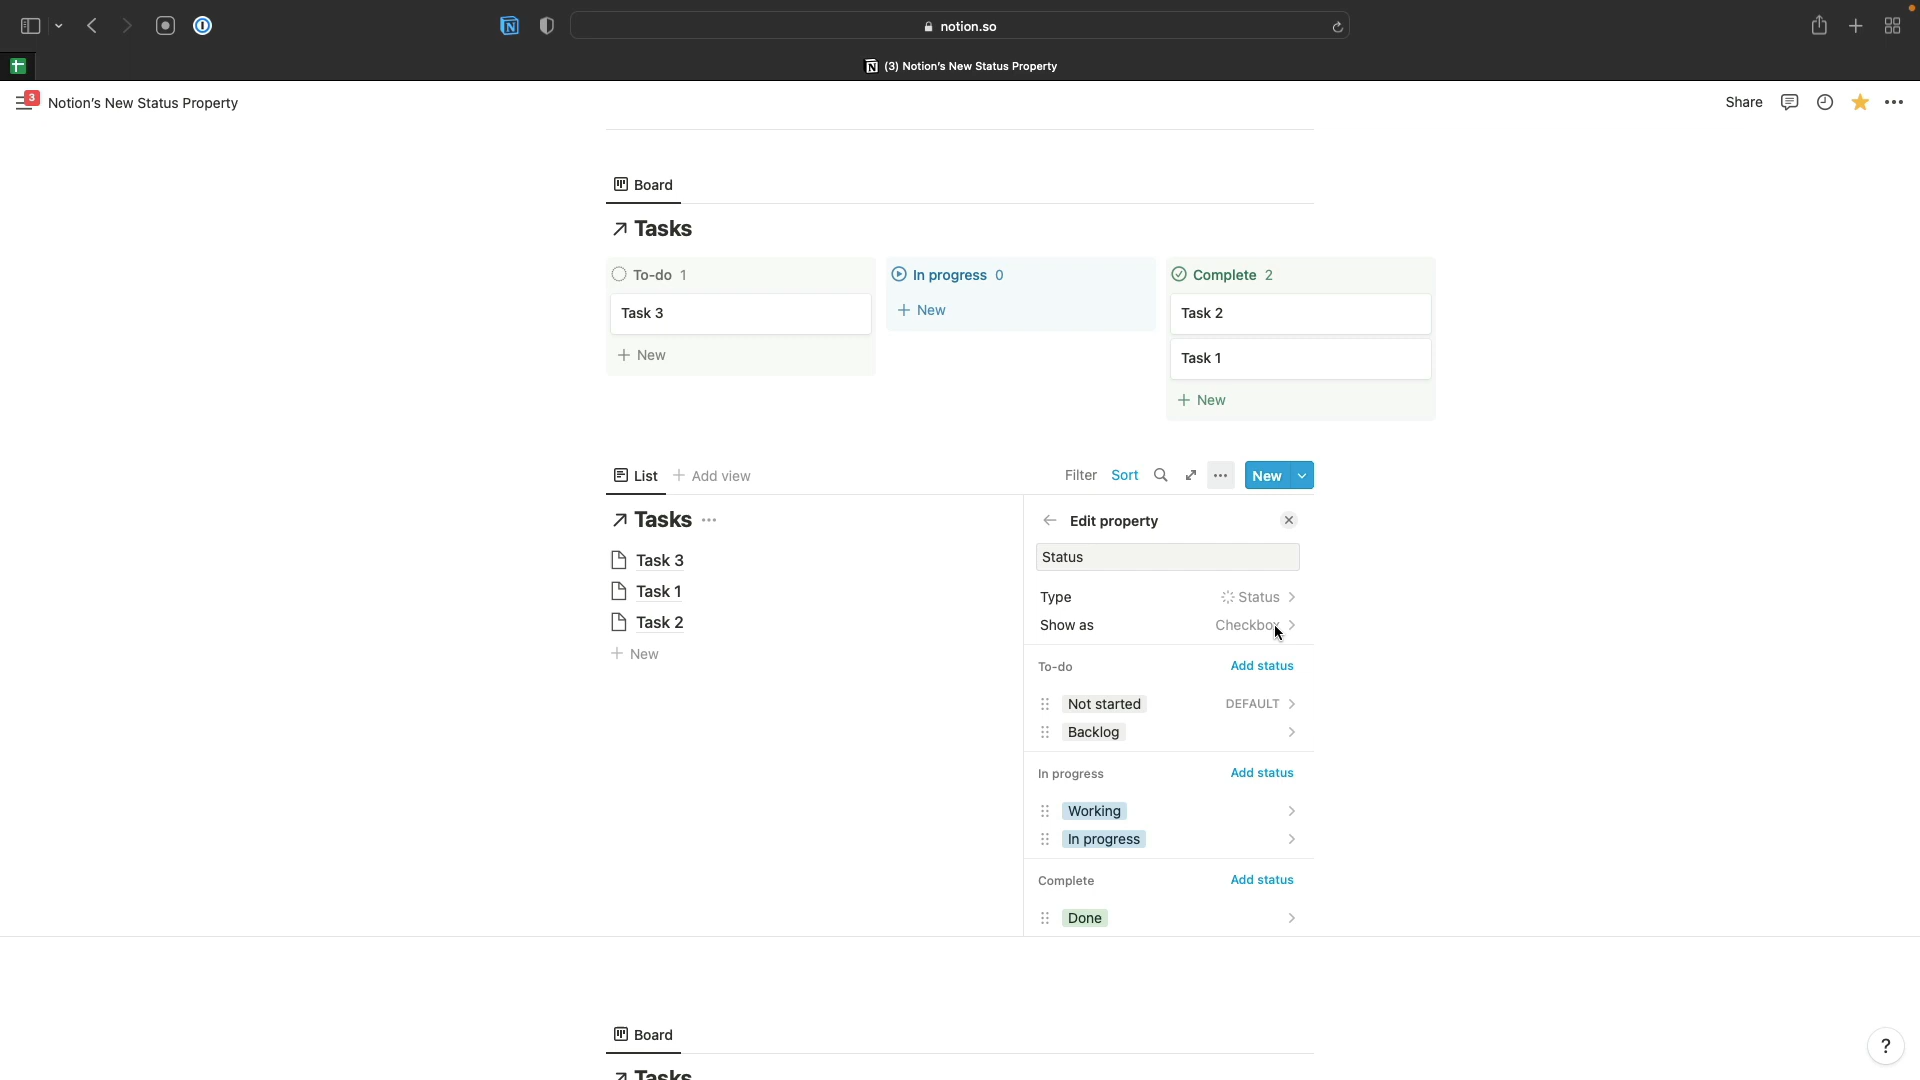 notion.so
(3) Notion's New Status Property
3
Notion's New Status Property
Share
Board
Tasks
To-do 1
In progress 0
Complete 2
Task 3
+ New
Task 2
+ New
Task 1
+ New
List
+ Add view
Filter
Sort
New
Tasks
Edit property
Status
Task 3
Task 1
Task 2
+ New
Type
Status
Show as
Checkbox
To-do
Add status
Not started
DEFAULT
Backlog
In progress
Add status
Working
In progress
Complete
Add status
Done
Board
Tasks
?